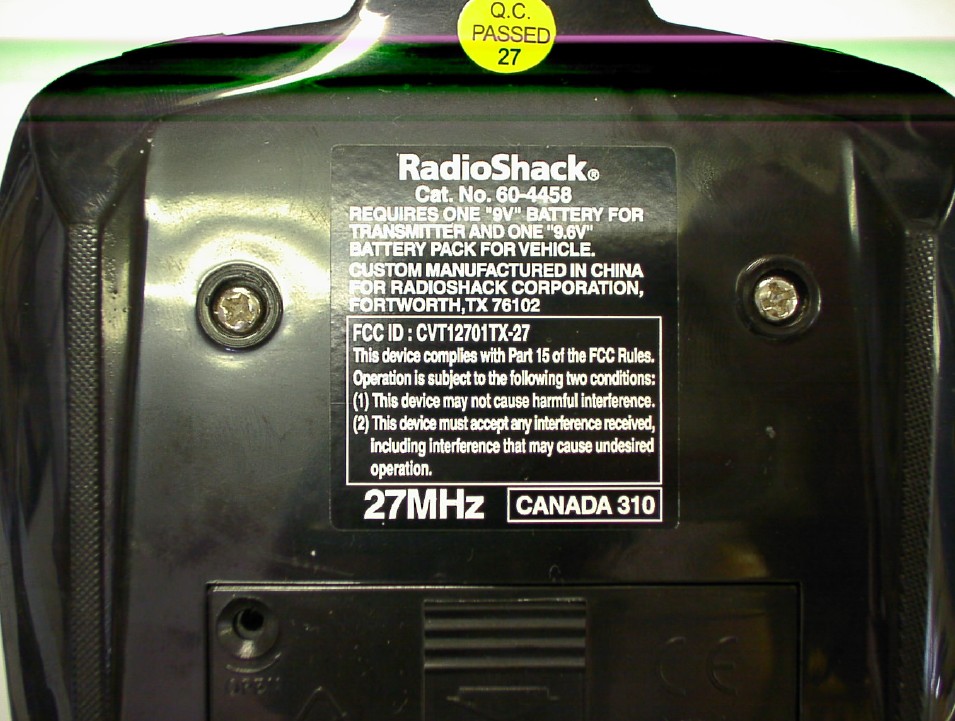 Q.C.
PASSED
27
RadioShack®
Cat. No. 60-4458
REQUIRES ONE "9V" BATTERY FOR
TRANSMITTER AND ONE "9.6V"
BATTERY PACK FOR VEHICLE.
CUSTOM MANUFACTURED IN CHINA
FOR RADIOSHACK CORPORATION,
FORTWORTH,TX 76102
FCC ID : CVT12701TX-27
This device complies with Part 15 of the FCC Rules.
Operation is subject to the following two conditions:
(1) This device may not cause harmful interference.
(2) This device must accept any interference received,
including interference that may cause undesired
operation.
27MHz CANADA 310
OPEN CE